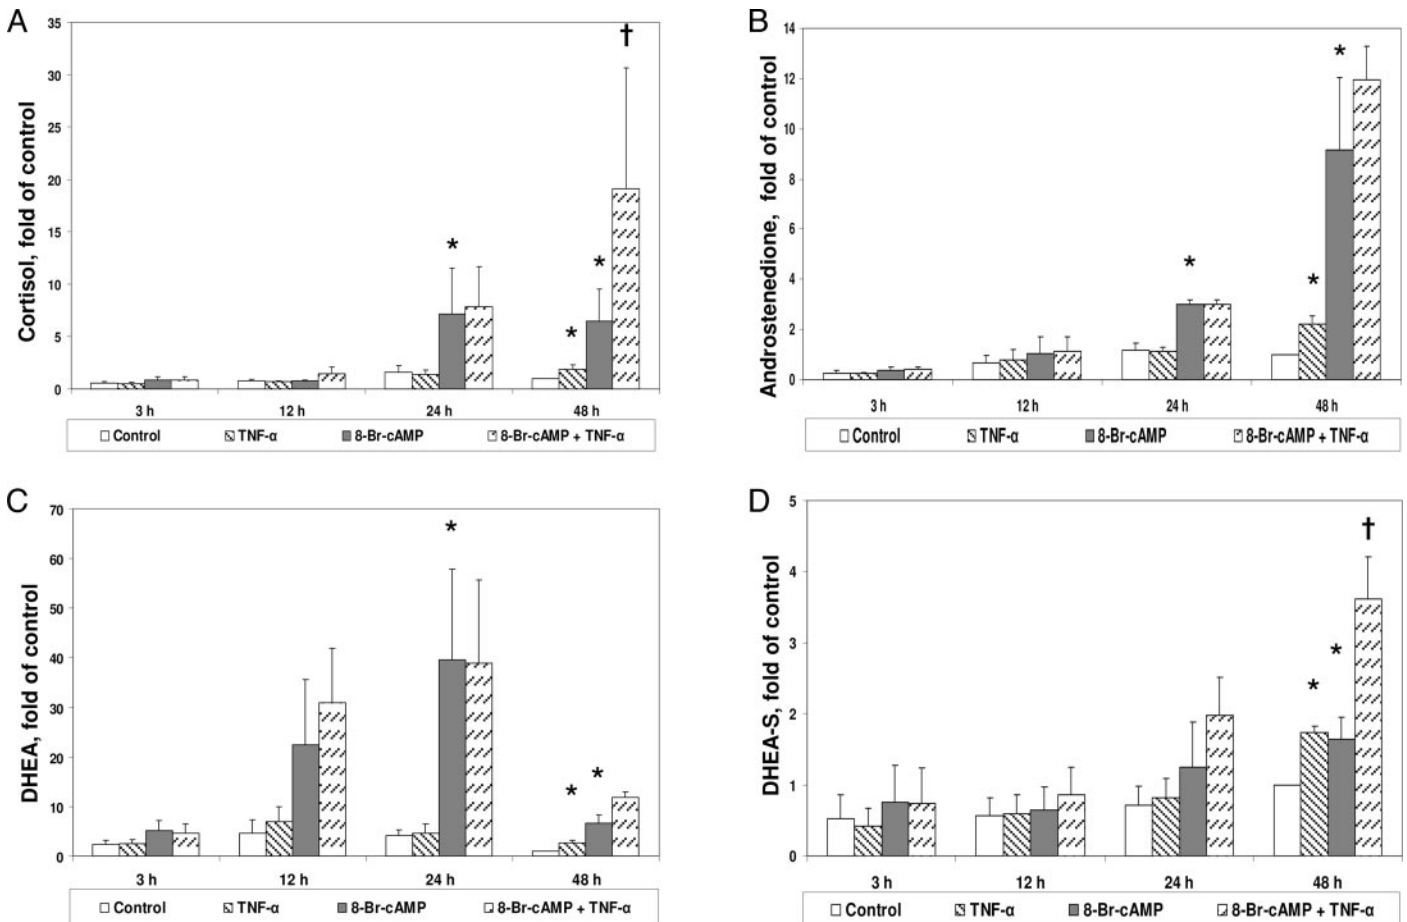 A
Cortisol, fold of control
35
30
25
20
15
10
5
0
†
*
*
*
3 h 12 h 24 h 48 h
Control TNF-α 8-Br-cAMP 8-Br-cAMP + TNF-α
B
Androstenedione, fold of control
14
12
10
8
6
4
2
0
*
*
*
3 h 12 h 24 h 48 h
Control TNF-α 8-Br-cAMP 8-Br-cAMP + TNF-α
C
DHEA, fold of control
70
60
50
40
30
20
10
0
*
*
*
3 h 12 h 24 h 48 h
Control TNF-α 8-Br-cAMP 8-Br-cAMP + TNF-α
D
DHEA-S, fold of control
5
4
3
2
1
0
†
*
*
3 h 12 h 24 h 48 h
Control TNF-α 8-Br-cAMP 8-Br-cAMP + TNF-α